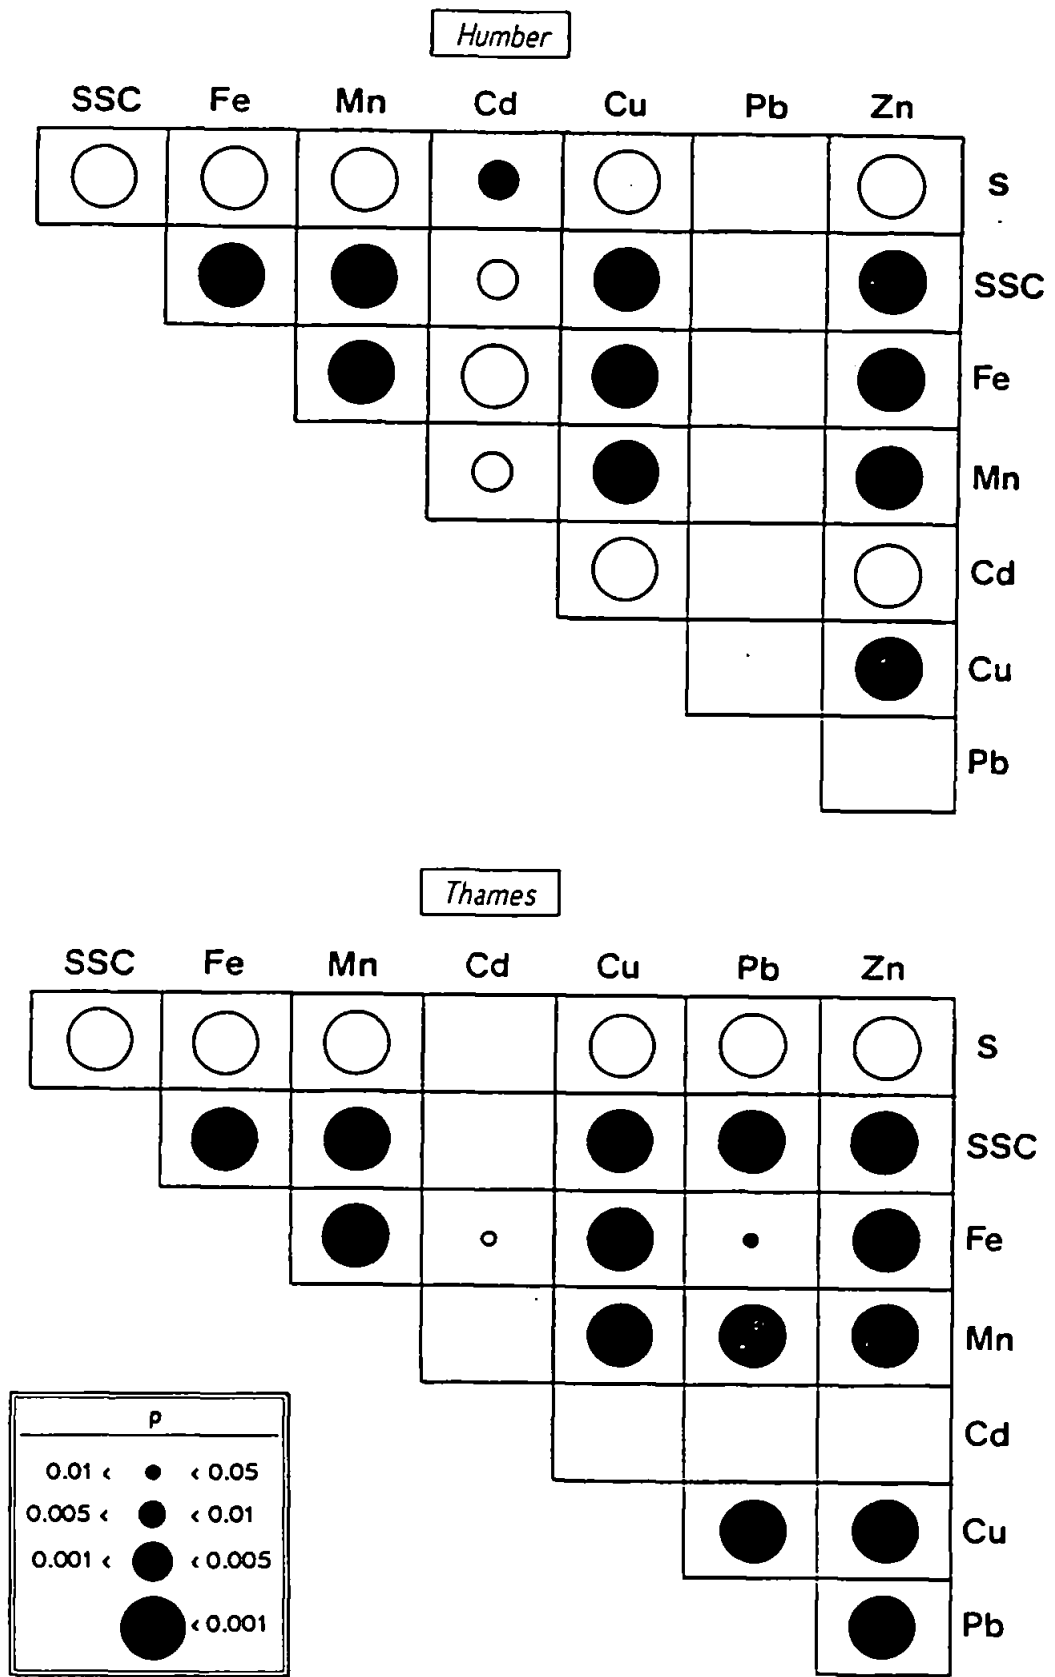 Humber
SSC Fe Mn Cd Cu Pb Zn
S
SSC
Fe
Mn
Cd
Cu
Pb
Thames
SSC Fe Mn Cd Cu Pb Zn
S
SSC
Fe
Mn
Cd
Cu
Pb
P
0.01 < < 0.05
0.005 < < 0.01
0.001 < < 0.005
< 0.001